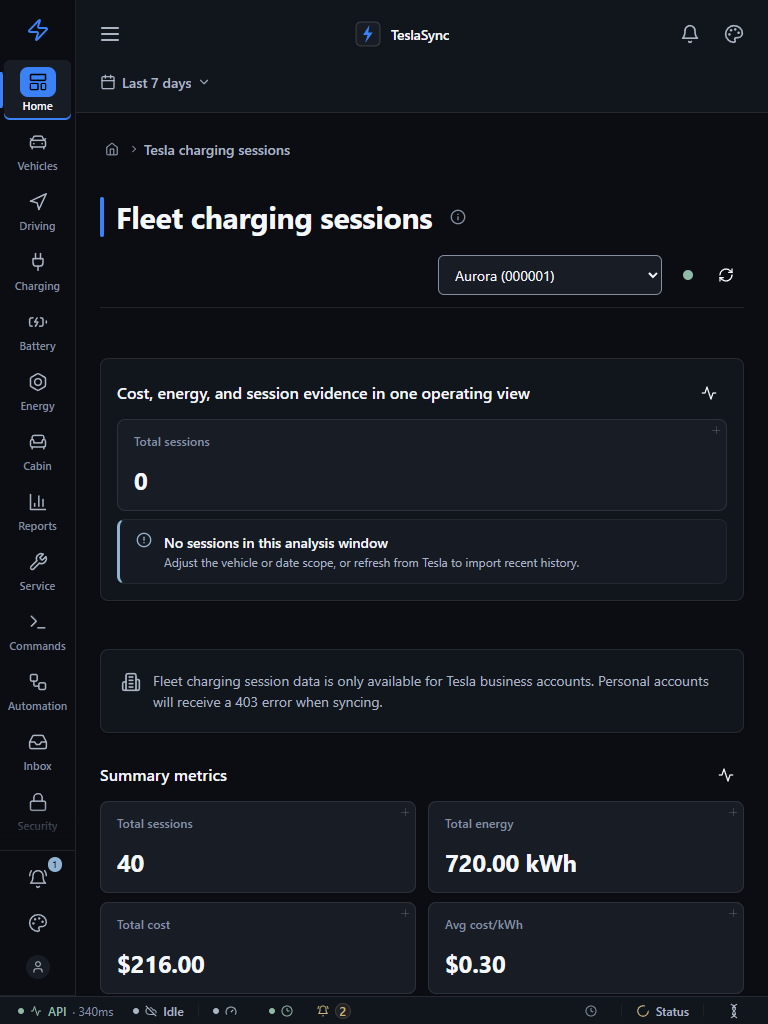 TeslaSync
Last 7 days
Home
Vehicles
Driving
Charging
Battery
Energy
Cabin
Reports
Service
Commands
Automation
Inbox
Security
1
Tesla charging sessions
Fleet charging sessions
Aurora (000001)
Cost, energy, and session evidence in one operating view
Total sessions
0
No sessions in this analysis window
Adjust the vehicle or date scope, or refresh from Tesla to import recent history.
Fleet charging session data is only available for Tesla business accounts. Personal accounts
will receive a 403 error when syncing.
Summary metrics
Total sessions
40
Total energy
720.00 kWh
Total cost
$216.00
Avg cost/kWh
$0.30
API · 340ms
Idle
2
Status